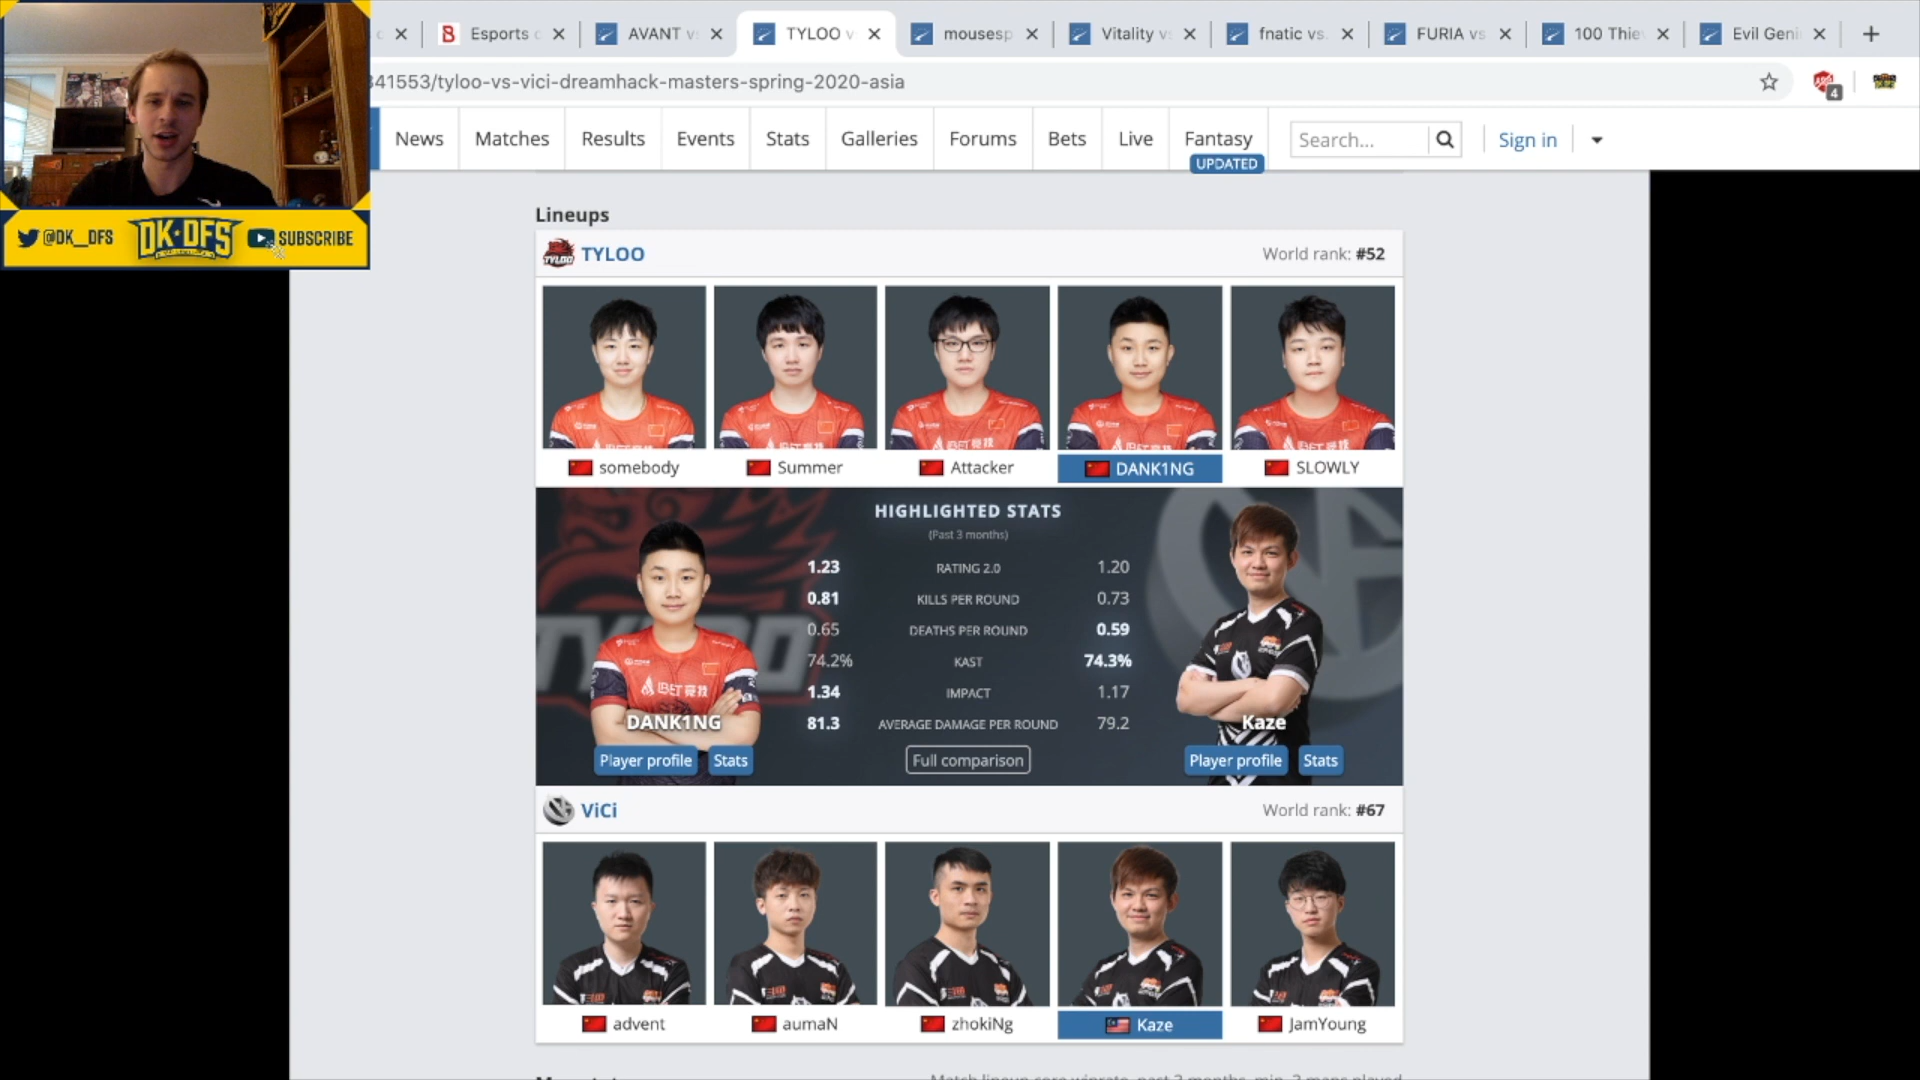 Esports
AVANT v
TYLOO v
mousesp
Vitality vs
fnatic vs.
FURIA vs
100 Thie
Evil Geni
341553/tyloo-vs-vici-dreamhack-masters-spring-2020-asia
4
News
Matches
Results
Events
Stats
Galleries
Forums
Bets
Live
Fantasy
UPDATED
Search...
Sign in
@DK__DFS
DK★DFS
SUBSCRIBE
Lineups
TYLOO
World rank: #52
somebody
Summer
Attacker
DANK1NG
SLOWLY
HIGHLIGHTED STATS
(Past 3 months)
1.23 RATING 2.0 1.20
0.81 KILLS PER ROUND 0.73
0.65 DEATHS PER ROUND 0.59
74.2% KAST 74.3%
1.34 IMPACT 1.17
81.3 AVERAGE DAMAGE PER ROUND 79.2
DANK1NG
Kaze
Player profile
Stats
Full comparison
Player profile
Stats
ViCi
World rank: #67
advent
aumaN
zhokiNg
Kaze
JamYoung